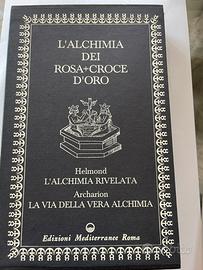 L'ALCHIMIA
DEI
ROSA+CROCE
D'ORO
Helmond
L'ALCHIMIA RIVELATA
Archarion
LA VIA DELLA VERA ALCHIMIA
Edizioni Mediterranee Roma